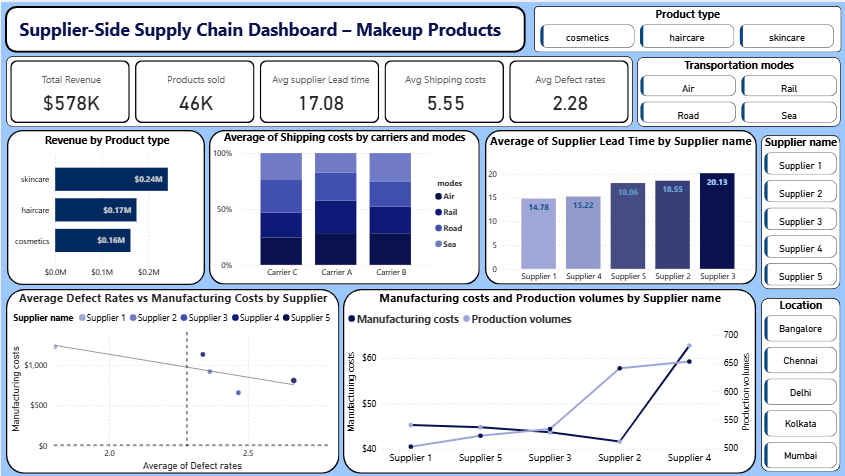 Supplier-Side Supply Chain Dashboard – Makeup Products
Product type
cosmetics
haircare
skincare
Total Revenue
$578K
Products sold
46K
Avg supplier Lead time
17.08
Avg Shipping costs
5.55
Avg Defect rates
2.28
Transportation modes
Air
Rail
Road
Sea
Revenue by Product type
skincare
$0.24M
haircare
$0.17M
cosmetics
$0.16M
$0.0M
$0.1M
$0.2M
Average of Shipping costs by carriers and modes
100%
50%
0%
Carrier C
Carrier A
Carrier B
modes
Air
Rail
Road
Sea
Average of Supplier Lead Time by Supplier name
20
15
10
5
0
14.78
15.22
18.06
18.55
20.13
Supplier 1
Supplier 4
Supplier 5
Supplier 2
Supplier 3
Supplier name
Supplier 1
Supplier 2
Supplier 3
Supplier 4
Supplier 5
Average Defect Rates vs Manufacturing Costs by Supplier
Supplier name
Supplier 1
Supplier 2
Supplier 3
Supplier 4
Supplier 5
Manufacturing costs
$1,000
$500
$0
2.0
2.5
Average of Defect rates
Manufacturing costs and Production volumes by Supplier name
Manufacturing costs
Production volumes
Manufacturing costs
$60
$50
$40
700
650
600
550
500
Production volumes
Supplier 1
Supplier 5
Supplier 3
Supplier 2
Supplier 4
Location
Bangalore
Chennai
Delhi
Kolkata
Mumbai